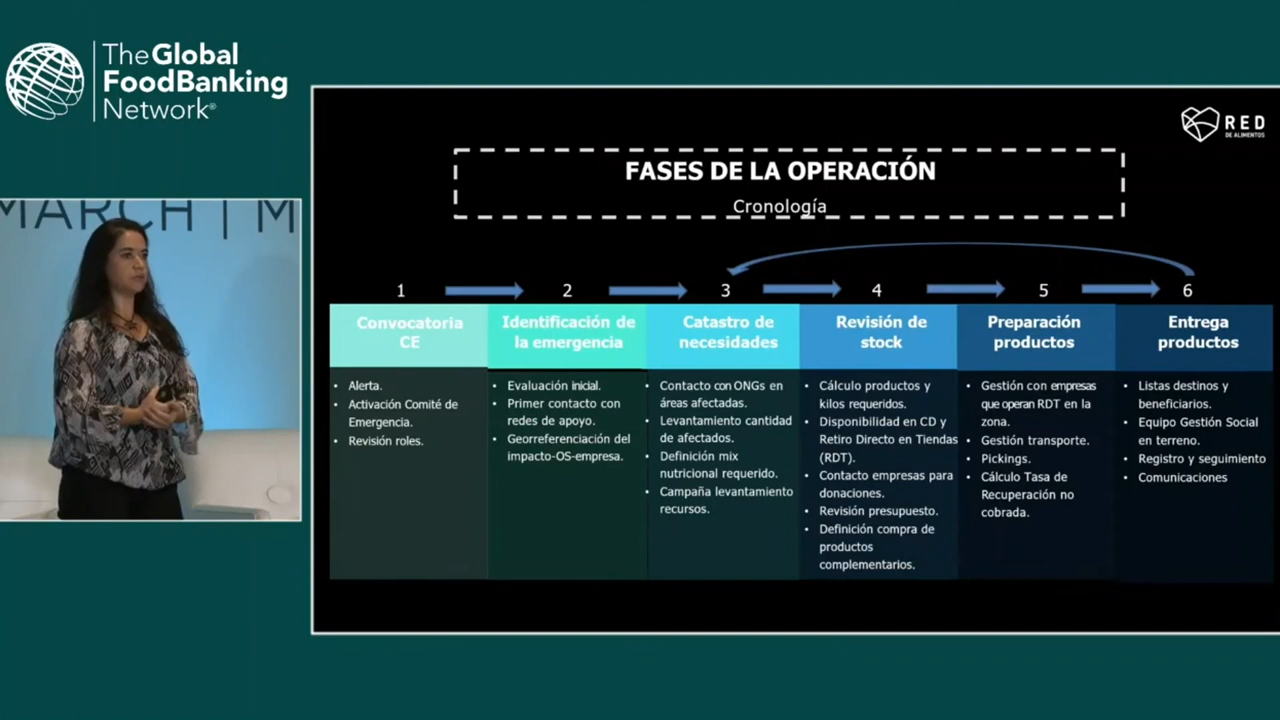 The Global
FoodBanking
Network®
MARCH | M
RED
DE ALIMENTOS
FASES DE LA OPERACIÓN
Cronología
1
2
3
4
5
6
Convocatoria
CE
Identificación de
la emergencia
Catastro de
necesidades
Revisión de
stock
Preparación
productos
Entrega
productos
• Alerta.
• Activación Comité de
Emergencia.
• Revisión roles.
• Evaluación inicial.
• Primer contacto con
redes de apoyo.
• Georreferenciación del
impacto-OS-empresa.
• Contacto con ONGs en
áreas afectadas.
• Levantamiento cantidad
de afectados.
• Definición mix
nutricional requerido.
• Campaña levantamiento
recursos.
• Cálculo productos y
kilos requeridos.
• Disponibilidad en CD y
Retiro Directo en Tiendas
(RDT).
• Contacto empresas para
donaciones.
• Revisión presupuesto.
• Definición compra de
productos
complementarios.
• Gestión con empresas
que operan RDT en la
zona.
• Gestión transporte.
• Pickings.
• Cálculo Tasa de
Recuperación no
cobrada.
• Listas destinos y
beneficiarios.
• Equipo Gestión Social
en terreno.
• Registro y seguimiento
• Comunicaciones